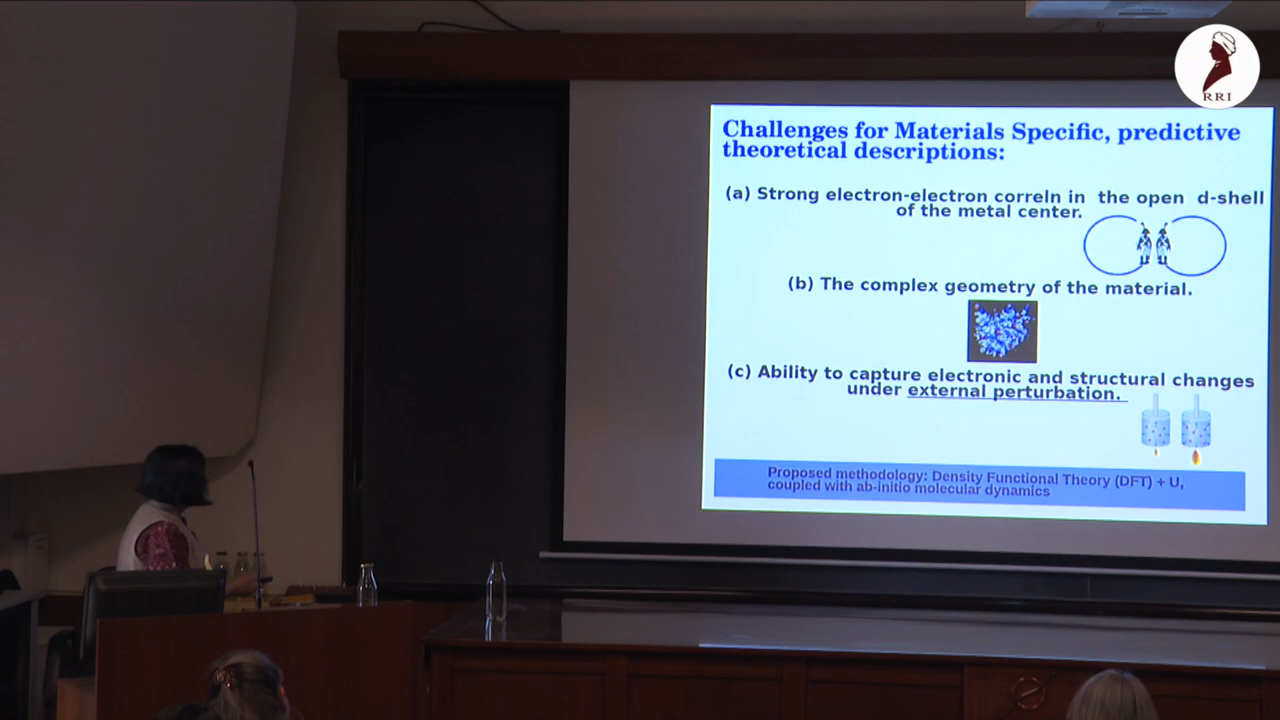 RRI
Challenges for Materials Specific, predictive
theoretical descriptions:
(a) Strong electron-electron correln in the open d-shell
of the metal center.
(b) The complex geometry of the material.
(c) Ability to capture electronic and structural changes
under external perturbation.
Proposed methodology: Density Functional Theory (DFT) + U,
coupled with ab-initio molecular dynamics